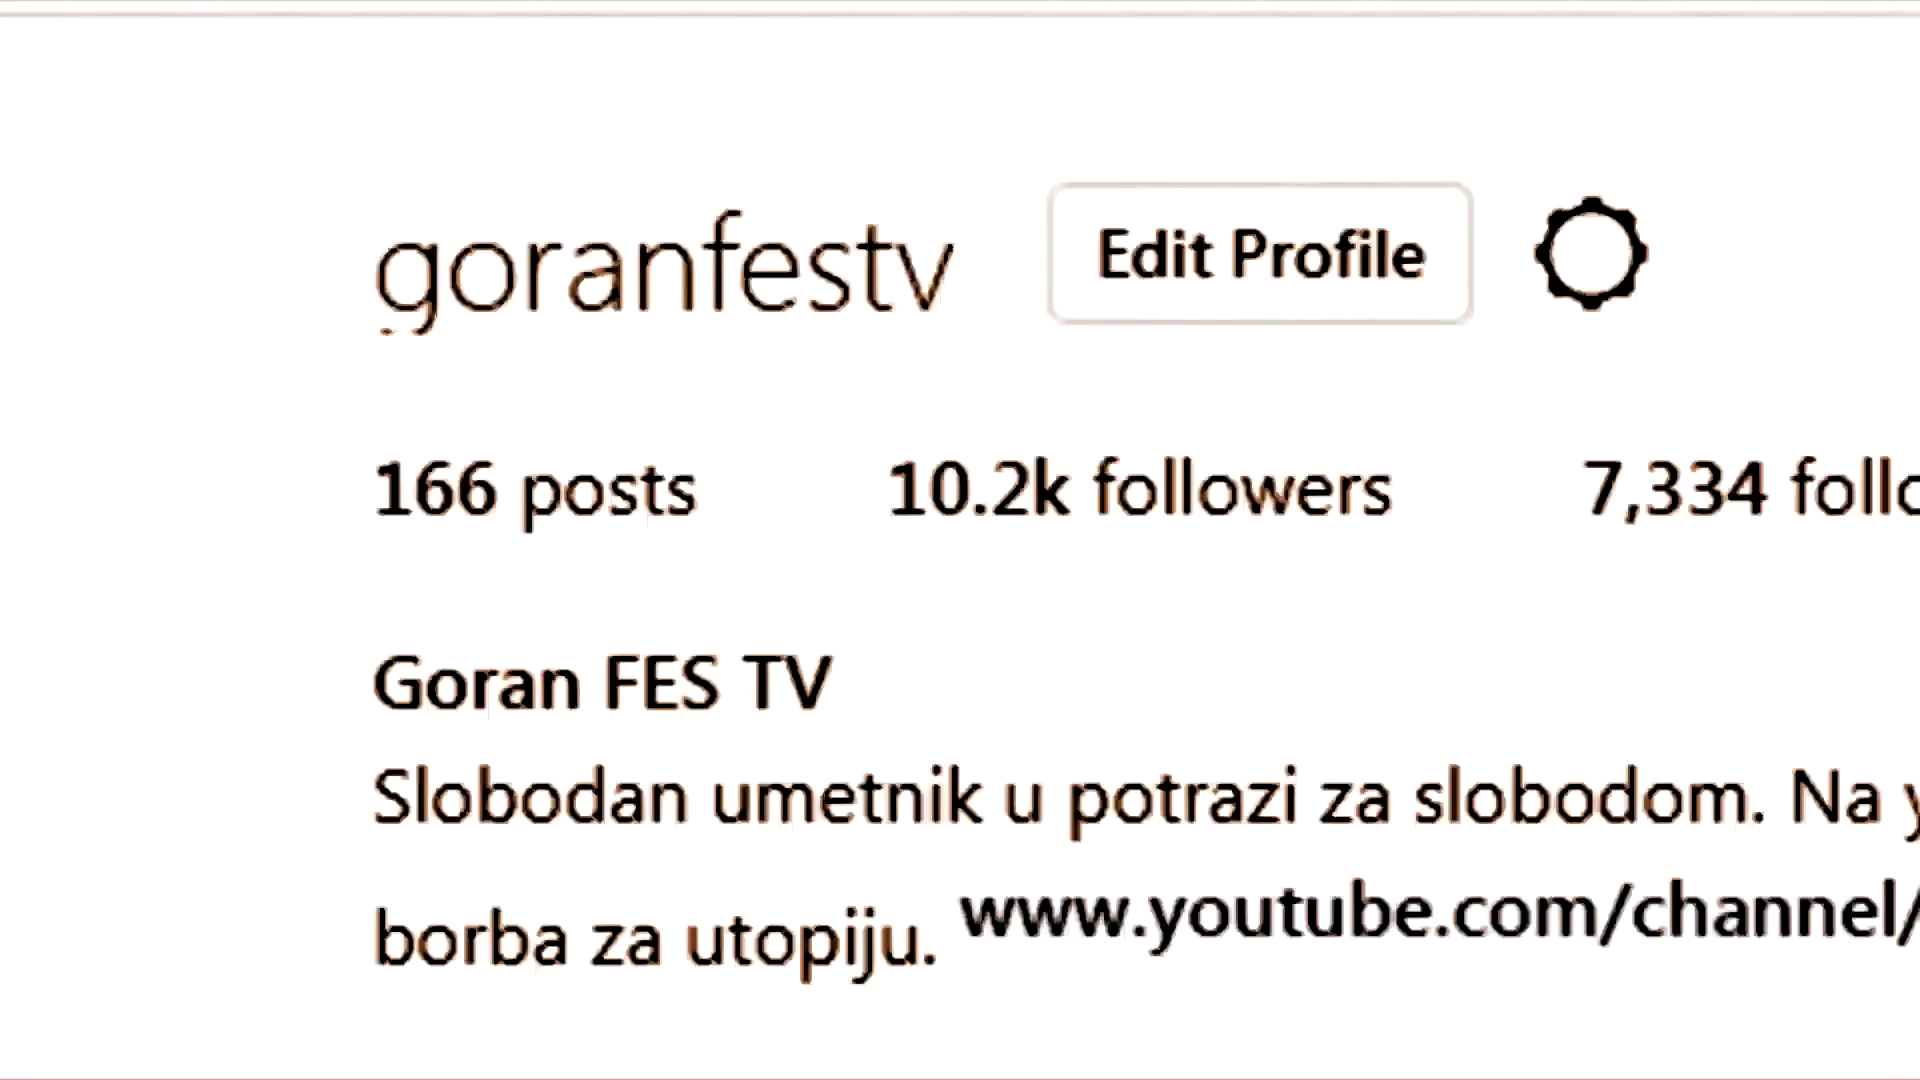 goranfestv Edit Profile
166 posts 10.2k followers 7,334
Goran FES TV
Slobodan umetnik u potrazi za slobodom. Na
borba za utopiju. www.youtube.com/channel/